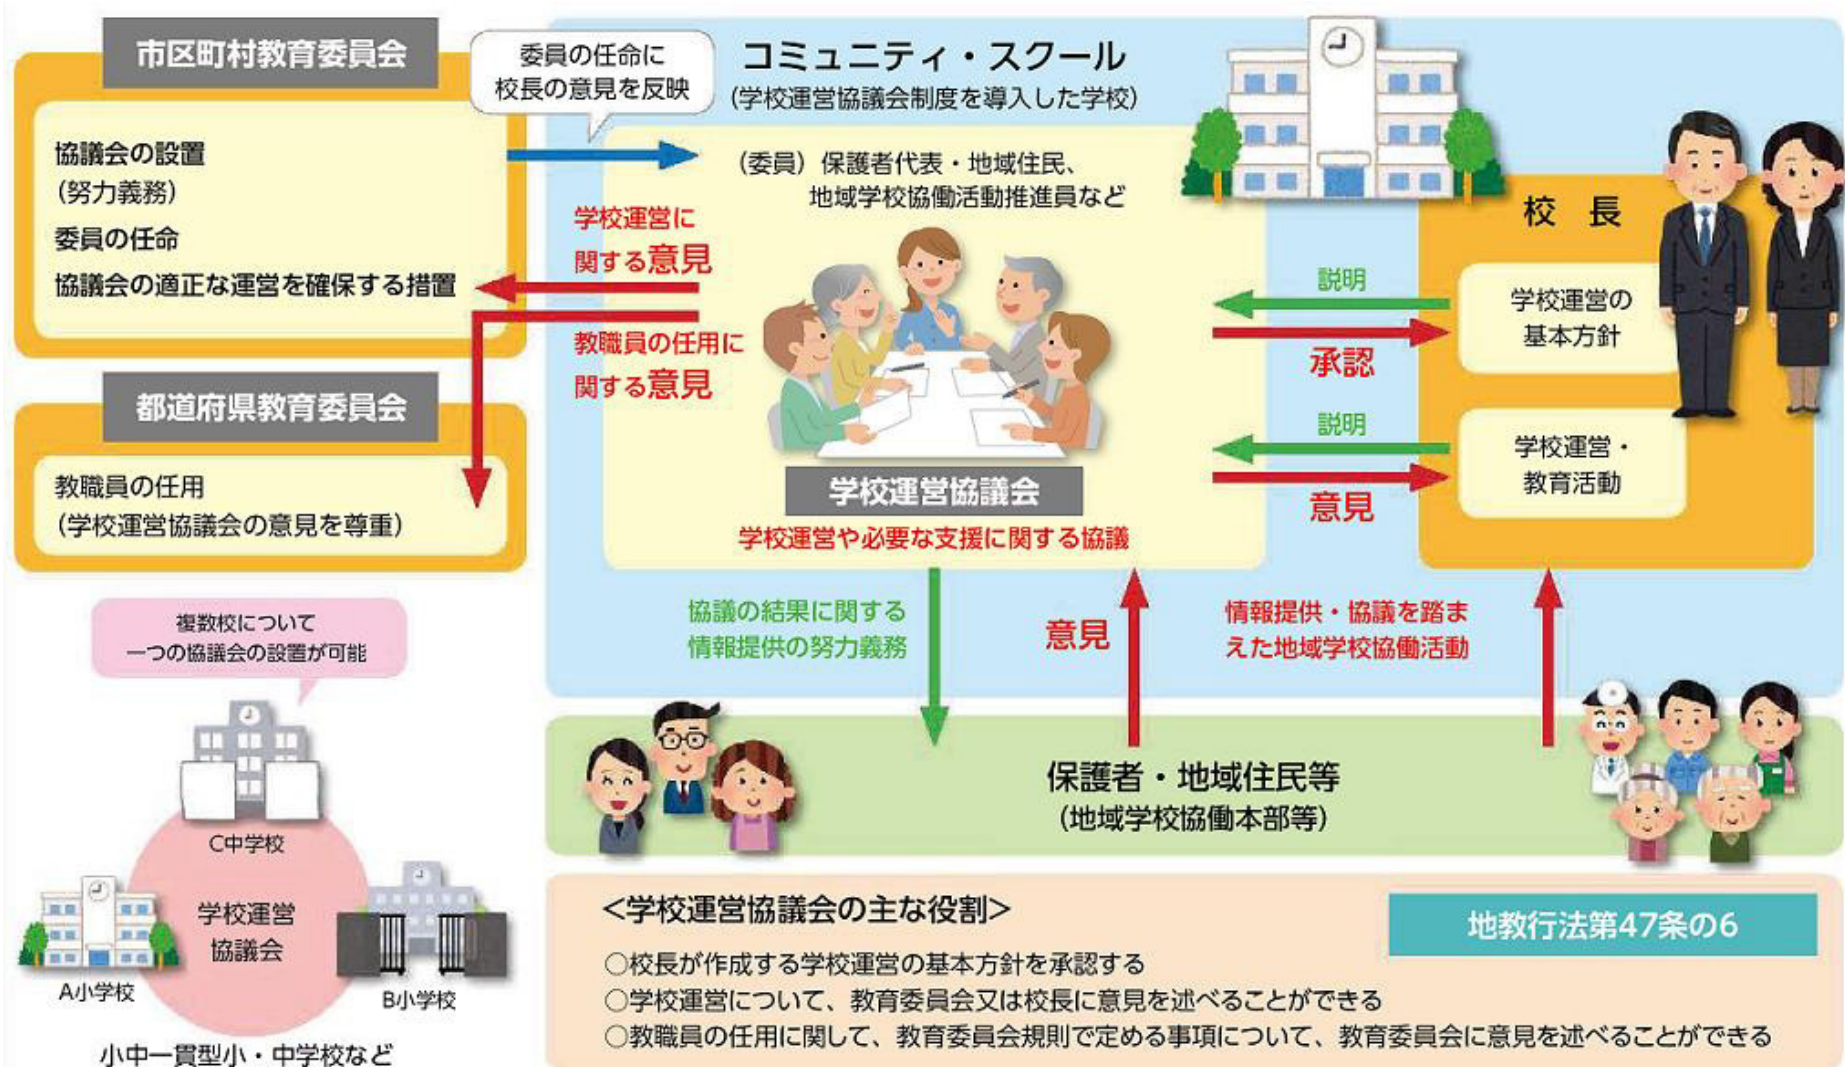 市区町村教育委員会
協議会の設置
(努力義務)
委員の任命
協議会の適正な運営を確保する措置
都道府県教育委員会
教職員の任用
(学校運営協議会の意見を尊重)
委員の任命に
校長の意見を反映
コミュニティ・スクール
(学校運営協議会制度を導入した学校)
(委員) 保護者代表・地域住民、
地域学校協働活動推進員など
学校運営に
関する意見
教職員の任用に
関する意見
学校運営協議会
学校運営や必要な支援に関する協議
説明
承認
説明
意見
校 長
学校運営の
基本方針
学校運営・
教育活動
協議の結果に関する
情報提供の努力義務
意見
情報提供・協議を踏ま
えた地域学校協働活動
保護者・地域住民等
(地域学校協働本部等)
複数校について
一つの協議会の設置が可能
C中学校
学校運営
協議会
A小学校
B小学校
小中一貫型小・中学校など
<学校運営協議会の主な役割>
地教行法第47条の6
○校長が作成する学校運営の基本方針を承認する
○学校運営について、教育委員会又は校長に意見を述べることができる
○教職員の任用に関して、教育委員会規則で定める事項について、教育委員会に意見を述べることができる